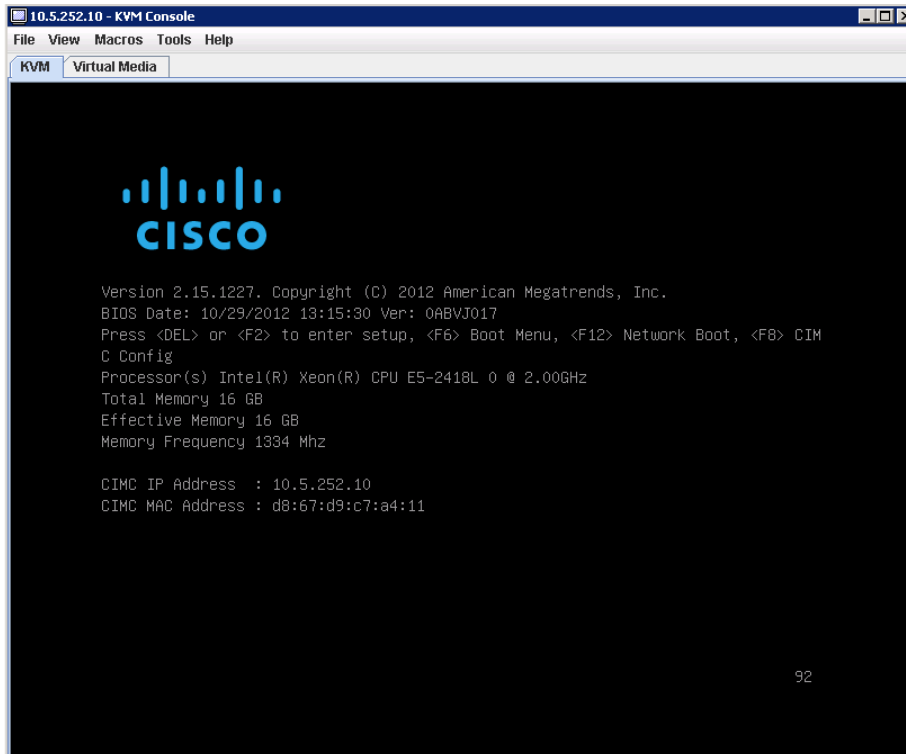 10.5.252.10 - KVM Console
File View Macros Tools Help
KVM Virtual Media
CISCO
Version 2.15.1227. Copyright (C) 2012 American Megatrends, Inc.
BIOS Date: 10/29/2012 13:15:30 Ver: 0ABVJ017
Press <DEL> or <F2> to enter setup, <F6> Boot Menu, <F12> Network Boot, <F8> CIM
C Config
Processor(s) Intel(R) Xeon(R) CPU E5-2418L 0 @ 2.00GHz
Total Memory 16 GB
Effective Memory 16 GB
Memory Frequency 1334 Mhz
CIMC IP Address : 10.5.252.10
CIMC MAC Address : d8:67:d9:c7:a4:11
92